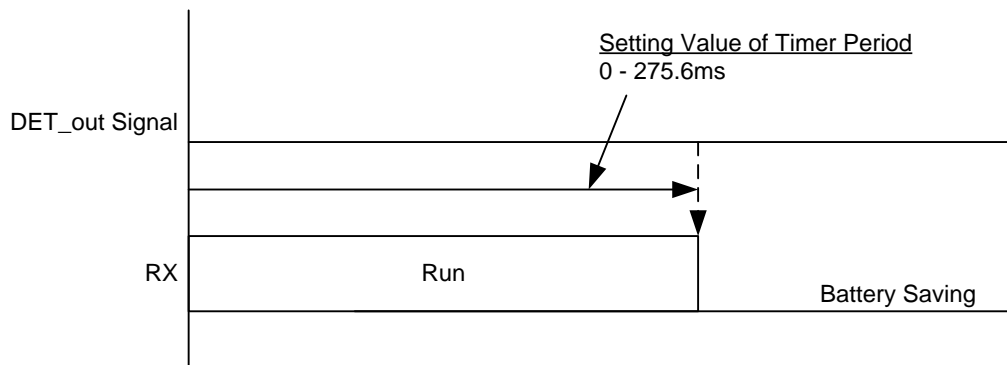 Setting Value of Timer Period
0 - 275.6ms
DET_out Signal
RX
Run
Battery Saving